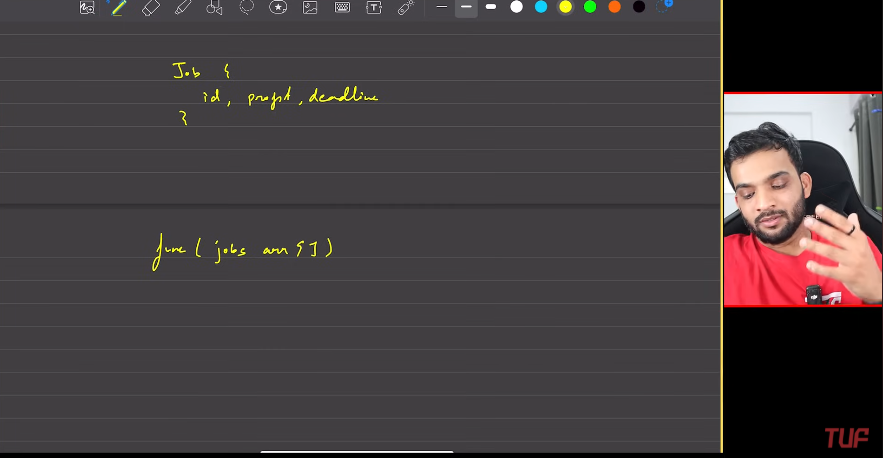 Job {
id, profit, deadline
}
func ( jobs arr [ ] )
TUF